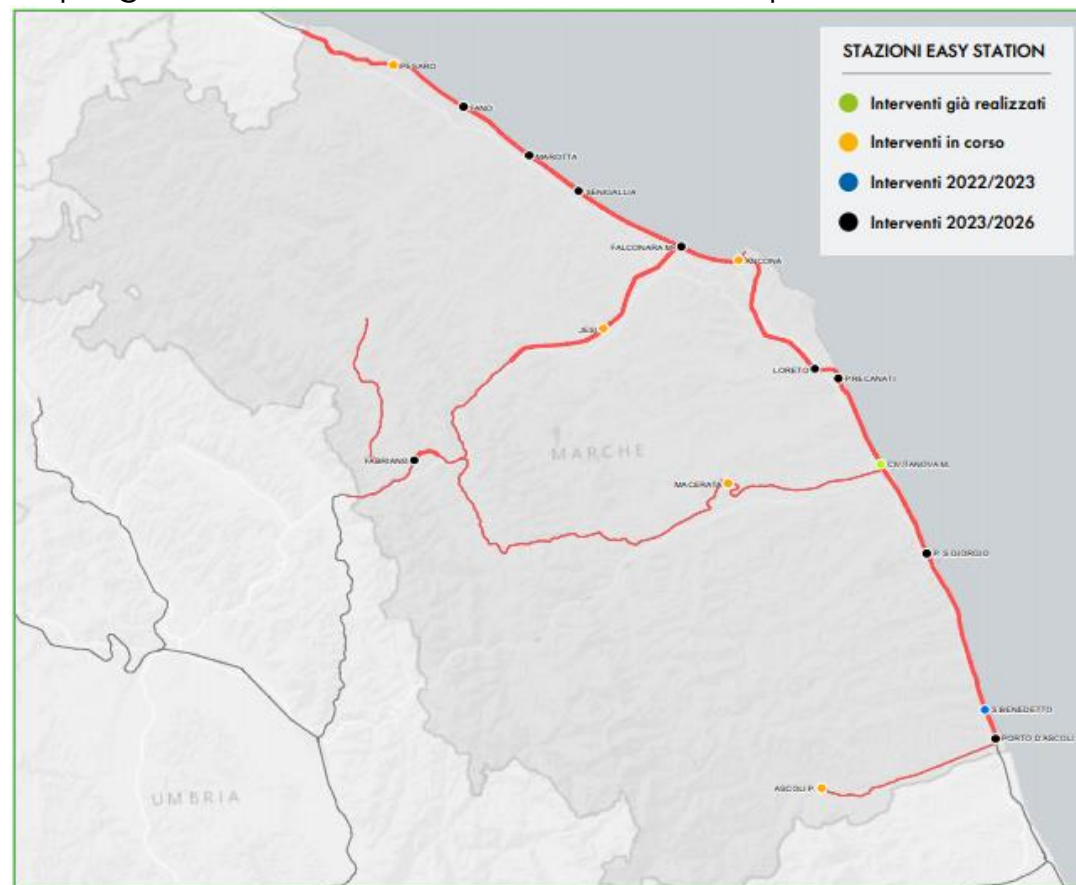 STAZIONI EASY STATION
Interventi già realizzati
Interventi in corso
Interventi 2022/2023
Interventi 2023/2026
PESARO
FANO
MAROTTA
SENIGALLIA
FALCONARA M.
ANCONA
JESI
LORETO
P.RECANATI
MARCHE
FABRIANO
CIVITANOVA M.
MACERATA
P. S.GIORGIO
S.BENEDETTO
PORTO D'ASCOLI
ASCOLI P.
UMBRIA